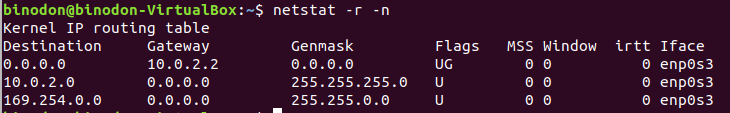 binodon@binodon-VirtualBox:~$ netstat -r -n
Kernel IP routing table
Destination     Gateway         Genmask         Flags   MSS Window  irtt Iface
0.0.0.0         10.0.2.2        0.0.0.0         UG        0 0          0 enp0s3
10.0.2.0        0.0.0.0         255.255.255.0   U         0 0          0 enp0s3
169.254.0.0     0.0.0.0         255.255.0.0     U         0 0          0 enp0s3